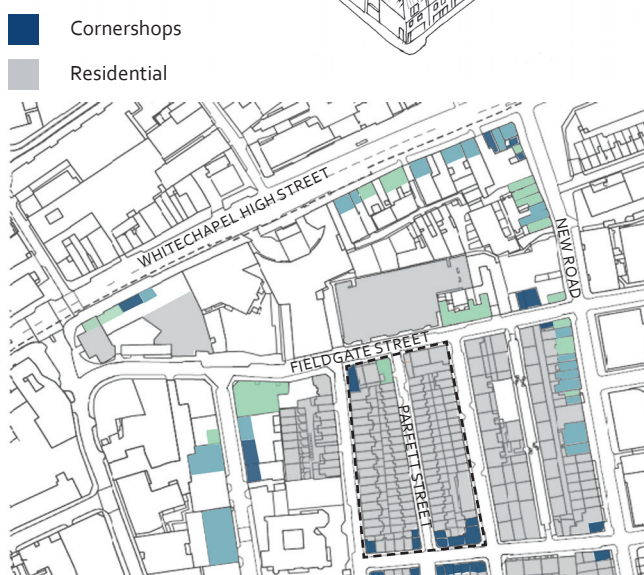 Cornershops
Residential
WHITECHAPEL HIGH STREET
NEW ROAD
FIELDGATE STREET
PARFETT STREET